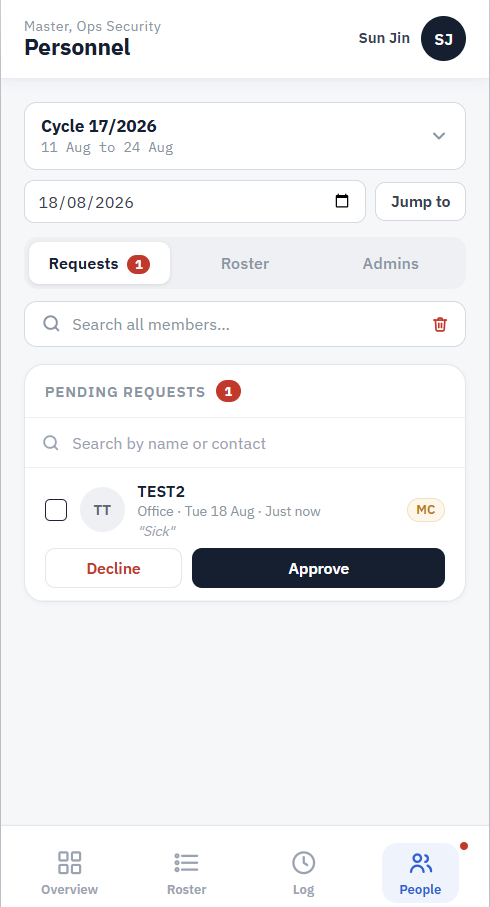 Master, Ops Security
Personnel
Sun Jin
SJ
Cycle 17/2026
11 Aug to 24 Aug
18/08/2026
Jump to
Requests 1
Roster
Admins
Search all members...
PENDING REQUESTS 1
Search by name or contact
TT
TEST2
Office · Tue 18 Aug · Just now
"Sick"
MC
Decline
Approve
Overview
Roster
Log
People